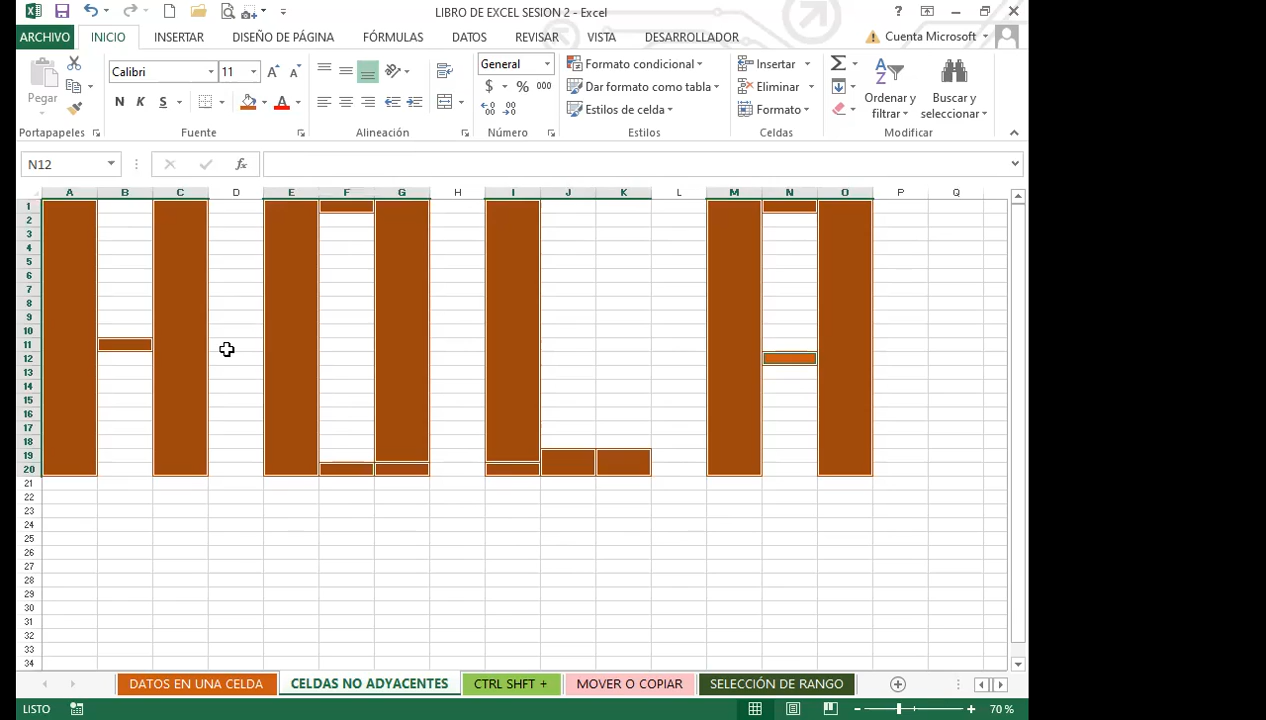 LIBRO DE EXCEL SESION 2 - Excel
ARCHIVO INICIO INSERTAR DISEÑO DE PÁGINA FÓRMULAS DATOS REVISAR VISTA DESARROLLADOR Cuenta Microsoft
Pegar
Calibri 11
N K S
General
$ % 000
Formato condicional
Dar formato como tabla
Estilos de celda
Insertar
Eliminar
Formato
Ordenar y filtrar
Buscar y seleccionar
Portapapeles Fuente Alineación Número Estilos Celdas Modificar
N12 fx
A B C D E F G H I J K L M N O P Q
1
2
3
4
5
6
7
8
9
10
11
12
13
14
15
16
17
18
19
20
21
22
23
24
25
26
27
28
29
30
31
32
33
34
DATOS EN UNA CELDA CELDAS NO ADYACENTES CTRL SHFT + MOVER O COPIAR SELECCIÓN DE RANGO
LISTO 70 %